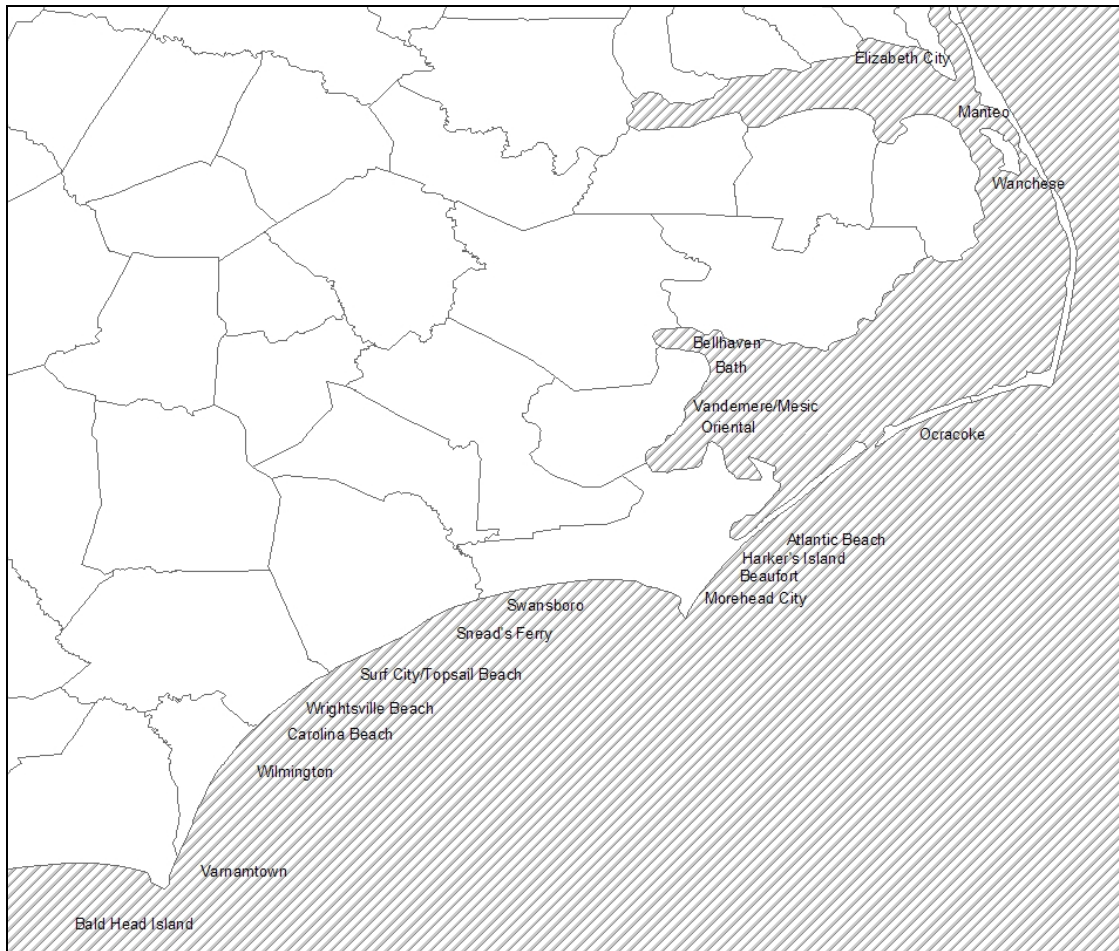 Elizabeth City
Manteo
Wanchese
Bellhaven
Bath
Vandemere/Mesic
Oriental
Ocracoke
Atlantic Beach
Harker's Island
Beaufort
Morehead City
Swansboro
Snead's Ferry
Surf City/Topsail Beach
Wrightsville Beach
Carolina Beach
Wilmington
Varnamtown
Bald Head Island